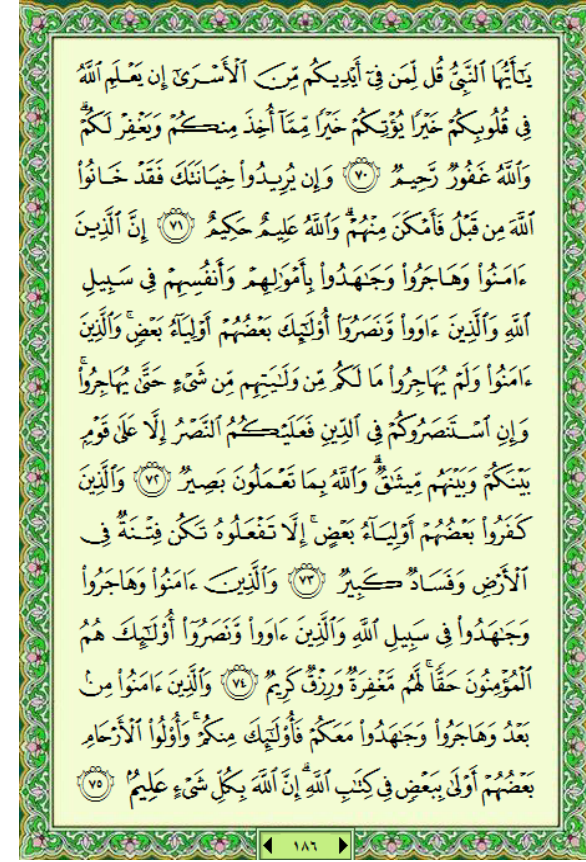 يَـٰٓأَيُّهَا ٱلنَّبِىُّ قُل لِّمَن فِىٓ أَيْدِيكُم مِّنَ ٱلْأَسْرَىٰٓ إِن يَعْلَمِ ٱللَّهُ
فِى قُلُوبِكُمْ خَيْرًا يُؤْتِكُمْ خَيْرًا مِّمَّآ أُخِذَ مِنكُمْ وَيَغْفِرْ لَكُمْ ۗ
وَٱللَّهُ غَفُورٌ رَّحِيمٌ ﴿٧٠﴾ وَإِن يُرِيدُوا۟ خِيَانَتَكَ فَقَدْ خَانُوا۟
ٱللَّهَ مِن قَبْلُ فَأَمْكَنَ مِنْهُمْ ۗ وَٱللَّهُ عَلِيمٌ حَكِيمٌ ﴿٧١﴾ إِنَّ ٱلَّذِينَ
ءَامَنُوا۟ وَهَاجَرُوا۟ وَجَـٰهَدُوا۟ بِأَمْوَٰلِهِمْ وَأَنفُسِهِمْ فِى سَبِيلِ
ٱللَّهِ وَٱلَّذِينَ ءَاوَوا۟ وَّنَصَرُوٓا۟ أُو۟لَـٰٓئِكَ بَعْضُهُمْ أَوْلِيَآءُ بَعْضٍ ۚ وَٱلَّذِينَ
ءَامَنُوا۟ وَلَمْ يُهَاجِرُوا۟ مَا لَكُم مِّن وَلَـٰيَتِهِم مِّن شَىْءٍ حَتَّىٰ يُهَاجِرُوا۟ ۚ
وَإِنِ ٱسْتَنصَرُوكُمْ فِى ٱلدِّينِ فَعَلَيْكُمُ ٱلنَّصْرُ إِلَّا عَلَىٰ قَوْمٍۭ
بَيْنَكُمْ وَبَيْنَهُم مِّيثَـٰقٌ ۗ وَٱللَّهُ بِمَا تَعْمَلُونَ بَصِيرٌ ﴿٧٢﴾ وَٱلَّذِينَ
كَفَرُوا۟ بَعْضُهُمْ أَوْلِيَآءُ بَعْضٍ ۚ إِلَّا تَفْعَلُوهُ تَكُن فِتْنَةٌ فِى
ٱلْأَرْضِ وَفَسَادٌ كَبِيرٌ ﴿٧٣﴾ وَٱلَّذِينَ ءَامَنُوا۟ وَهَاجَرُوا۟
وَجَـٰهَدُوا۟ فِى سَبِيلِ ٱللَّهِ وَٱلَّذِينَ ءَاوَوا۟ وَّنَصَرُوٓا۟ أُو۟لَـٰٓئِكَ هُمُ
ٱلْمُؤْمِنُونَ حَقًّا ۚ لَّهُم مَّغْفِرَةٌ وَرِزْقٌ كَرِيمٌ ﴿٧٤﴾ وَٱلَّذِينَ ءَامَنُوا۟ مِنۢ
بَعْدُ وَهَاجَرُوا۟ وَجَـٰهَدُوا۟ مَعَكُمْ فَأُو۟لَـٰٓئِكَ مِنكُمْ ۚ وَأُو۟لُوا۟ ٱلْأَرْحَامِ
بَعْضُهُمْ أَوْلَىٰ بِبَعْضٍ فِى كِتَـٰبِ ٱللَّهِ ۗ إِنَّ ٱللَّهَ بِكُلِّ شَىْءٍ عَلِيمٌۢ ﴿٧٥﴾
١٨٦